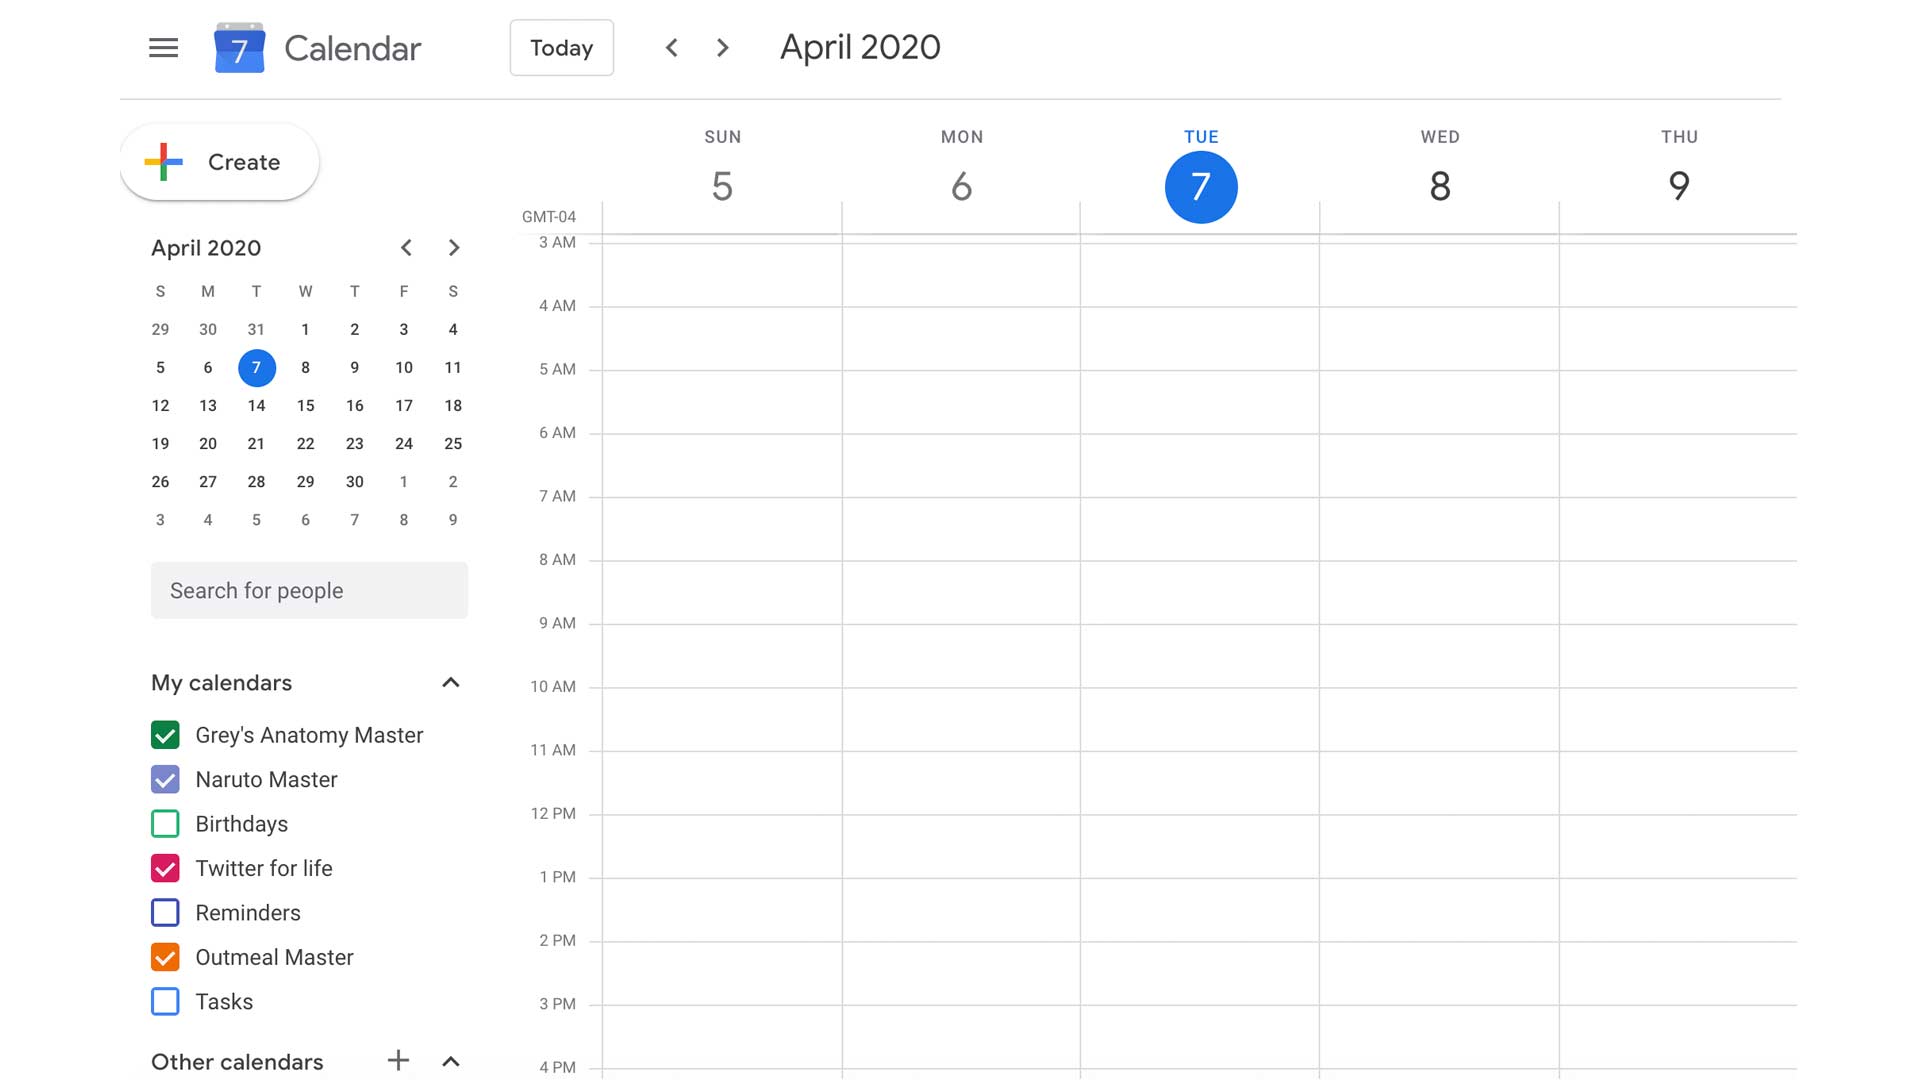 7 Calendar Today April 2020
Create
SUN MON TUE WED THU
5 6 7 8 9
GMT-04
April 2020
S M T W T F S
29 30 31 1 2 3 4
5 6 7 8 9 10 11
12 13 14 15 16 17 18
19 20 21 22 23 24 25
26 27 28 29 30 1 2
3 4 5 6 7 8 9
Search for people
My calendars
Grey's Anatomy Master
Naruto Master
Birthdays
Twitter for life
Reminders
Outmeal Master
Tasks
Other calendars
3 AM
4 AM
5 AM
6 AM
7 AM
8 AM
9 AM
10 AM
11 AM
12 PM
1 PM
2 PM
3 PM
4 PM